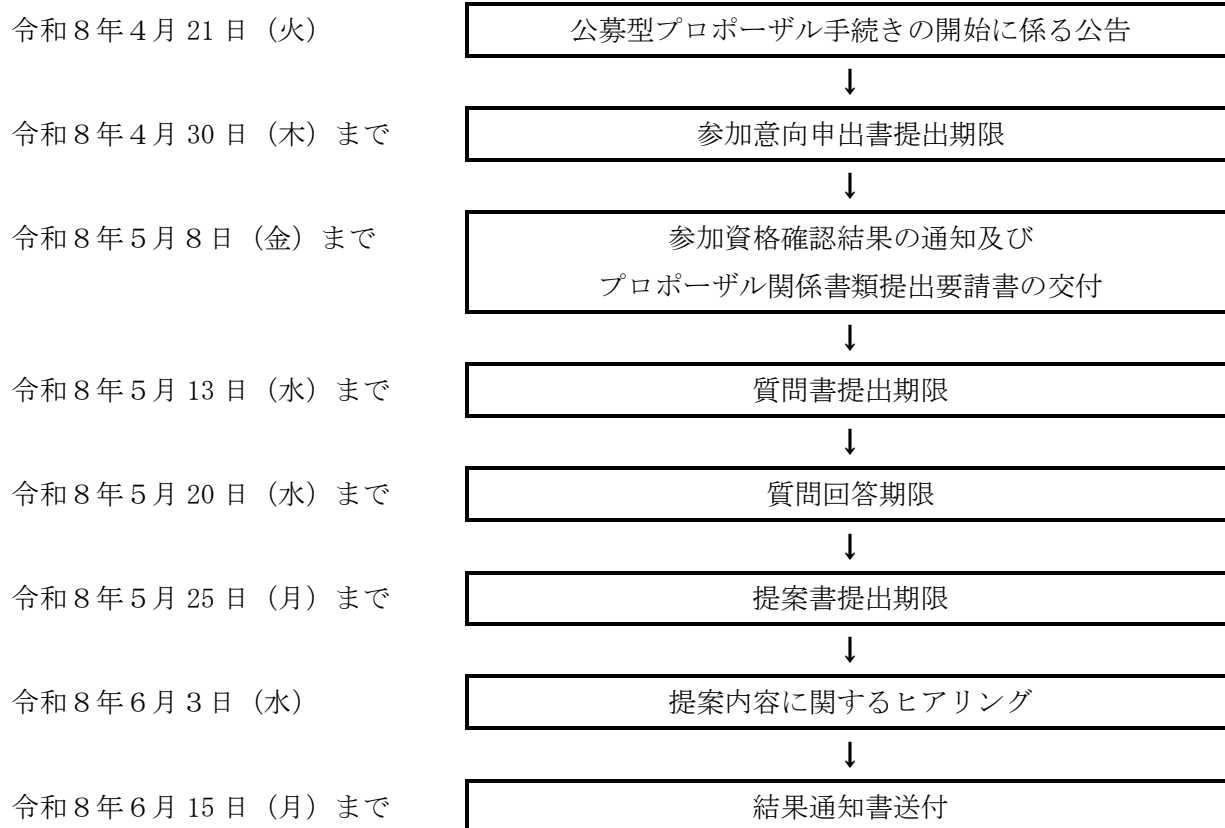 令和８年４月 21 日（火） 公募型プロポーザル手続きの開始に係る公告
↓
令和８年４月 30 日（木）まで 参加意向申出書提出期限
↓
令和８年５月８日（金）まで 参加資格確認結果の通知及び
プロポーザル関係書類提出要請書の交付
↓
令和８年５月 13 日（水）まで 質問書提出期限
↓
令和８年５月 20 日（水）まで 質問回答期限
↓
令和８年５月 25 日（月）まで 提案書提出期限
↓
令和８年６月３日（水） 提案内容に関するヒアリング
↓
令和８年６月 15 日（月）まで 結果通知書送付